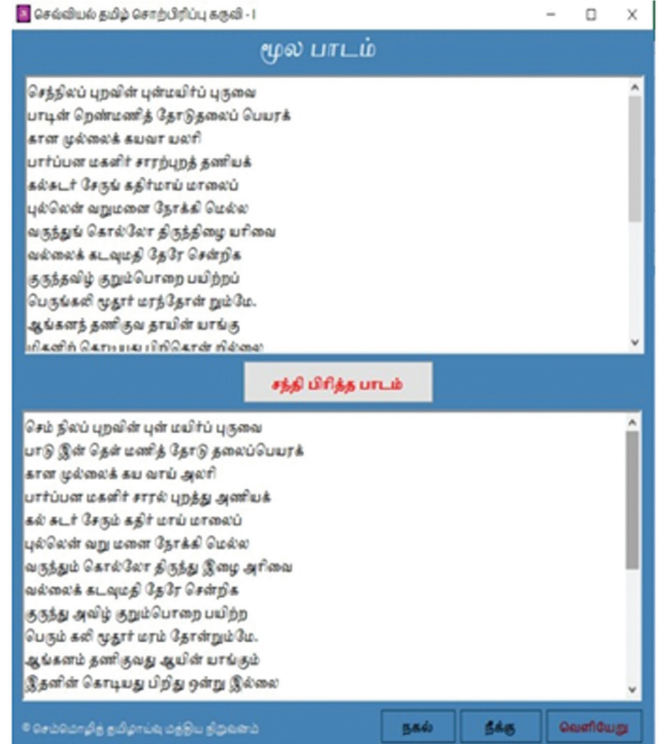 செவ்வியல் தமிழ் சொற்பிரிப்பு கருவி - I
மூல பாடம்
செந்நிலப் புறவின் புன்மயிர்ப் புருவை
பாடின் றெண்மணித் தோடுதலைப் பெயரக்
கான முல்லைக் கயவா யலரி
பார்ப்பன மகளிர் சாரற்புறத் தணியக்
கல்சுடர் சேருங் கதிர்மாய் மாலைப்
புல்லென் வறுமனை நோக்கி மெல்ல
வருந்துங் கொல்லோ திருந்திழை யரிவை
வல்லைக் கடவுமதி தேரே சென்றிக
குருந்தவிழ் குறும்பொறை பயிற்றப்
பெருங்கலி மூதூர் மரந்தோன் றும்மே.
ஆங்கனந் தணிகுவ தாயின் யாங்கு
சந்தி பிரித்த பாடம்
செம் நிலப் புறவின் புன் மயிர்ப் புருவை
பாடு இன் தெள் மணித் தோடு தலைப்பெயரக்
கான முல்லைக் கய வாய் அலரி
பார்ப்பன மகளிர் சாரல் புறத்து அணியக்
கல் சுடர் சேரும் கதிர் மாய் மாலைப்
புல்லென் வறு மனை நோக்கி மெல்ல
வருந்தும் கொல்லோ திருந்து இழை அரிவை
வல்லைக் கடவுமதி தேரே சென்றிக
குருந்து அவிழ் குறும்பொறை பயிற்ற
பெரும் கலி மூதூர் மரம் தோன்றும்மே.
ஆங்கனம் தணிகுவது ஆயின் யாங்கும்
இதனின் கொடியது பிறிது ஒன்று இல்லை
© செம்மொழித் தமிழாய்வு மத்திய நிறுவனம்
நகல்
நீக்கு
வெளியேறு